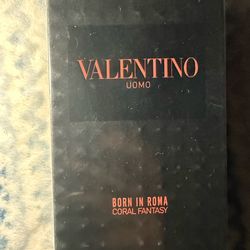 VALENTINO
UOMO
BORN IN ROMA
CORAL FANTASY